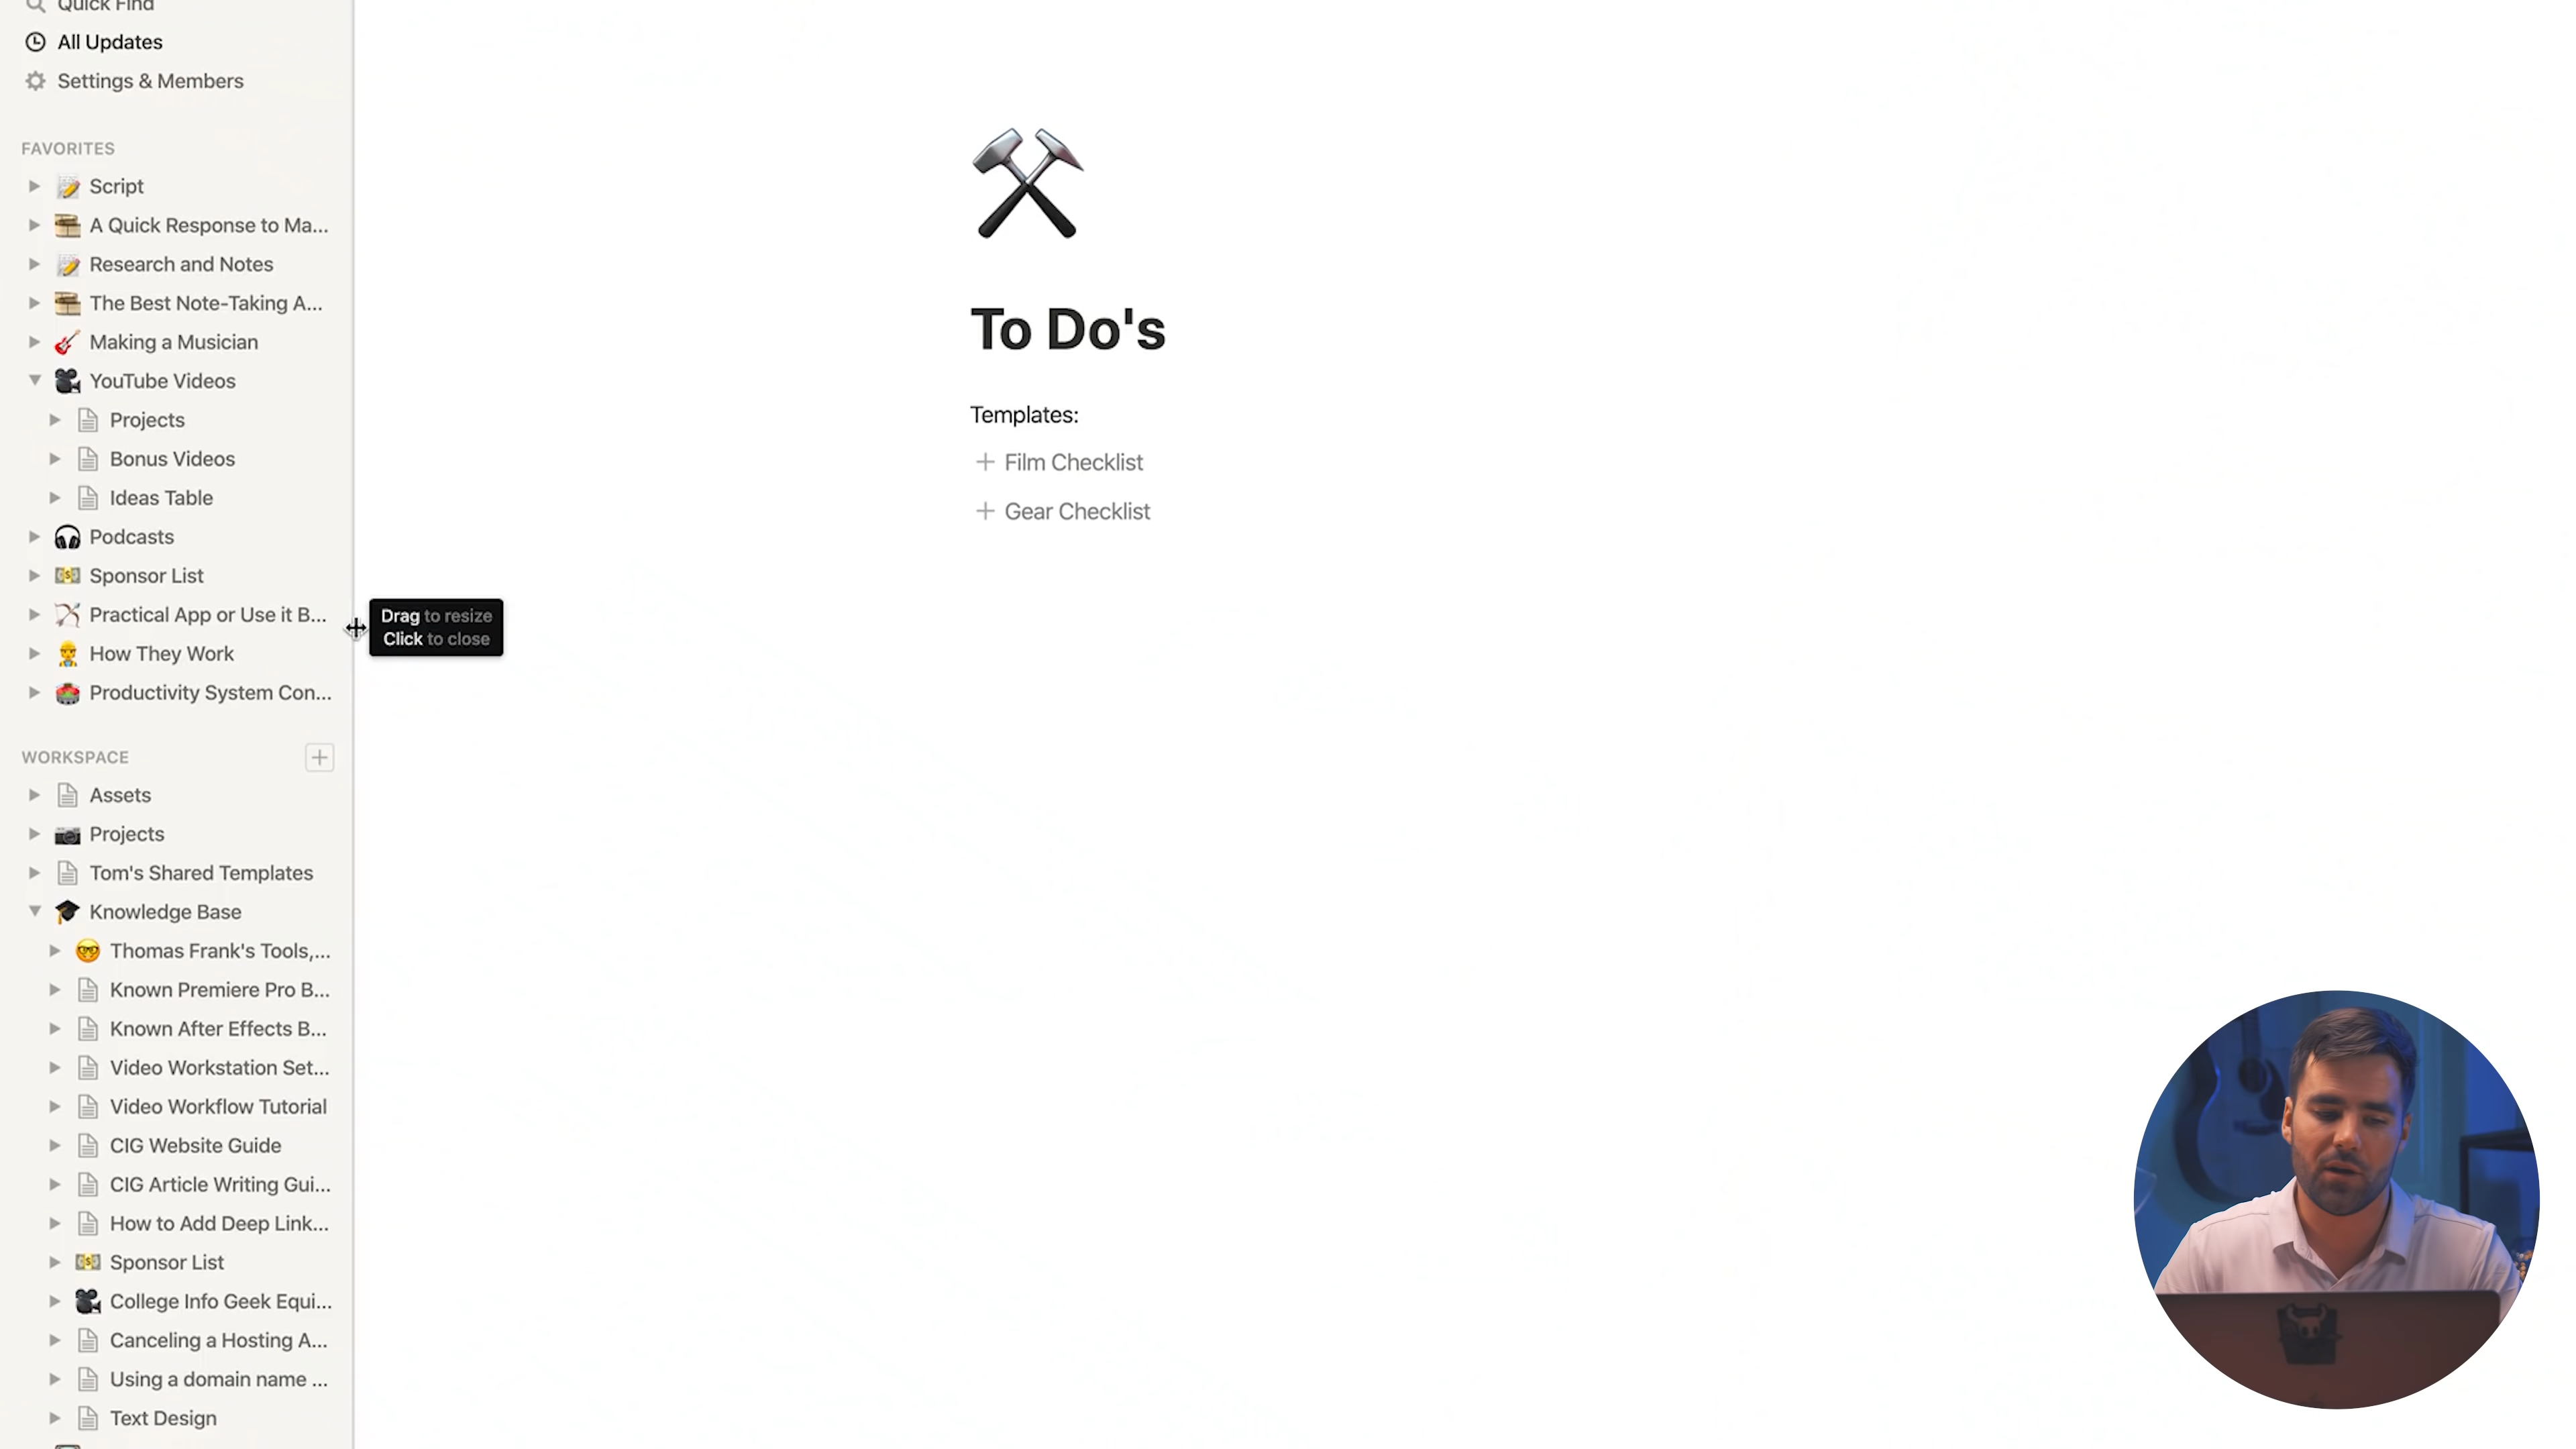 Quick Find
All Updates
Settings & Members
FAVORITES
Script
A Quick Response to Ma...
Research and Notes
The Best Note-Taking A...
Making a Musician
YouTube Videos
Projects
Bonus Videos
Ideas Table
Podcasts
Sponsor List
Practical App or Use it B...
How They Work
Productivity System Con...
WORKSPACE
Assets
Projects
Tom's Shared Templates
Knowledge Base
Thomas Frank's Tools,...
Known Premiere Pro B...
Known After Effects B...
Video Workstation Set...
Video Workflow Tutorial
CIG Website Guide
CIG Article Writing Gui...
How to Add Deep Link...
Sponsor List
College Info Geek Equi...
Canceling a Hosting A...
Using a domain name ...
Text Design
To Do's
Templates:
Film Checklist
Gear Checklist
Drag to resize
Click to close